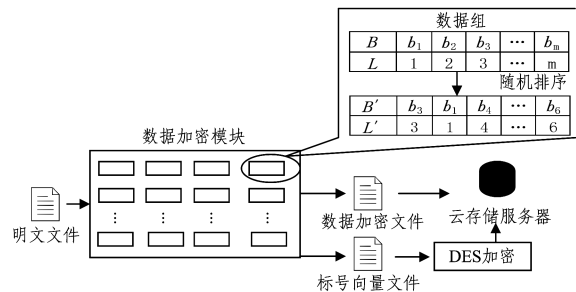 数据组
B b₁ b₂ b₃ … bₘ
L 1 2 3 … m
随机排序
B′ b₃ b₁ b₄ … b₆
L′ 3 1 4 … 6
数据加密模块
⋮ ⋮ ⋮ ⋮
明文文件
数据加密文件
云存储服务器
标号向量文件
DES加密